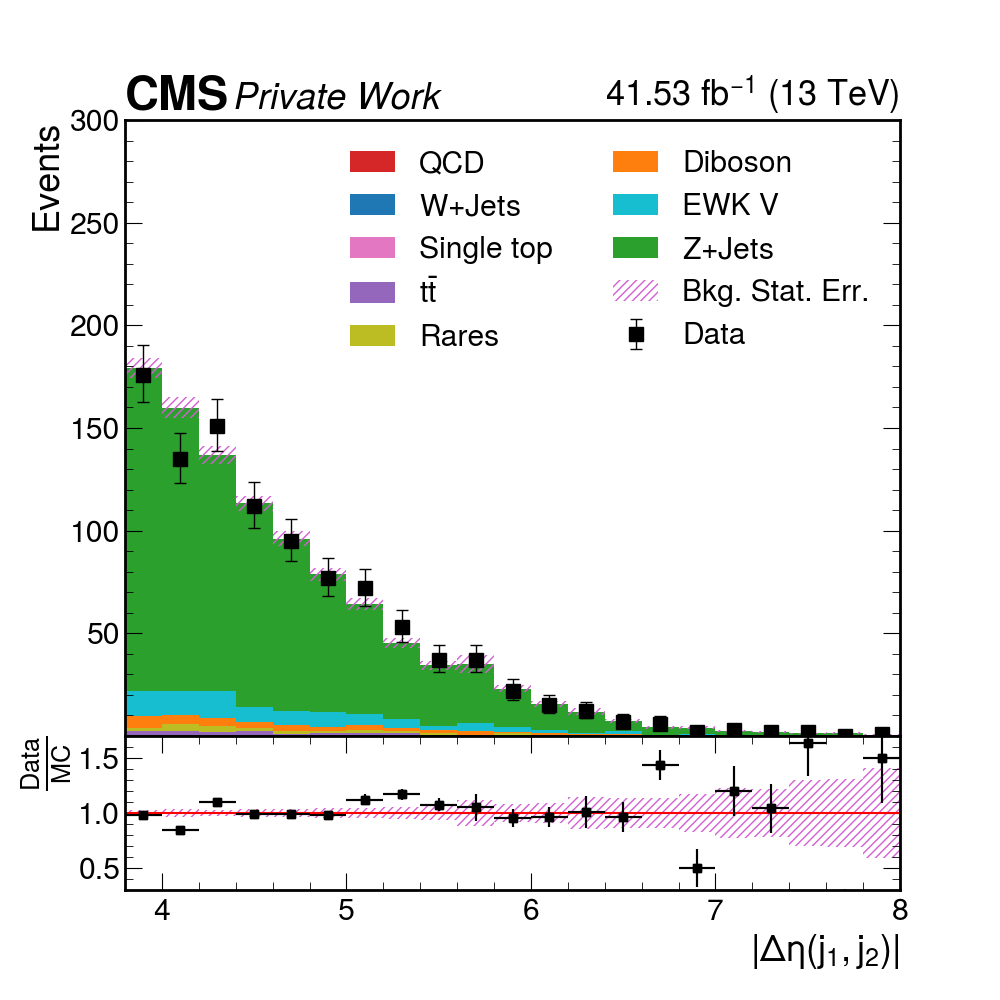 CMS Private Work 41.53 fb⁻¹ (13 TeV)
Events
300
250
200
150
100
50
QCD
W+Jets
Single top
tt̄
Rares
Diboson
EWK V
Z+Jets
Bkg. Stat. Err.
Data
Data
MC
1.5
1.0
0.5
4 5 6 7 8
|Δη(j₁, j₂)|